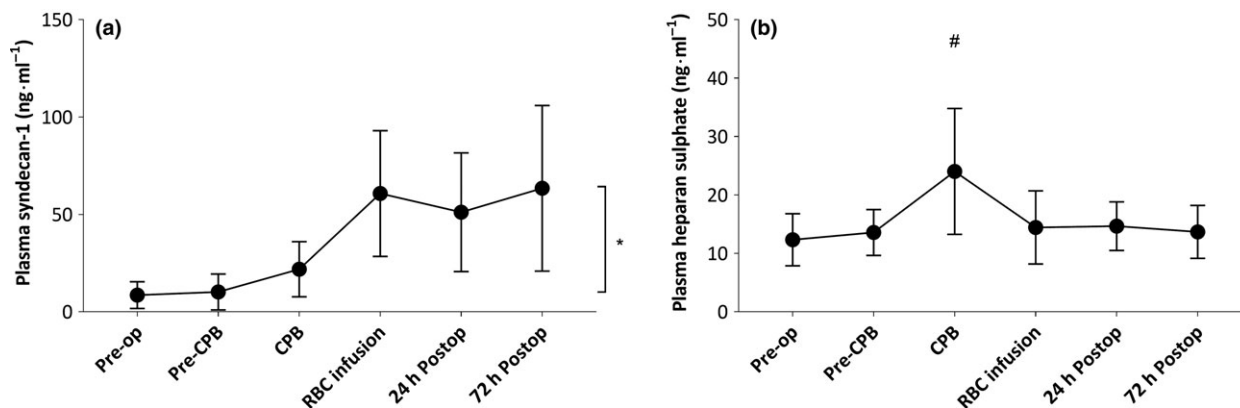 (a)
Plasma syndecan-1 (ng·ml⁻¹)
150
100
50
0
*
Pre-op
Pre-CPB
CPB
RBC infusion
24 h Postop
72 h Postop
(b)
Plasma heparan sulphate (ng·ml⁻¹)
50
40
30
20
10
0
#
Pre-op
Pre-CPB
CPB
RBC infusion
24 h Postop
72 h Postop